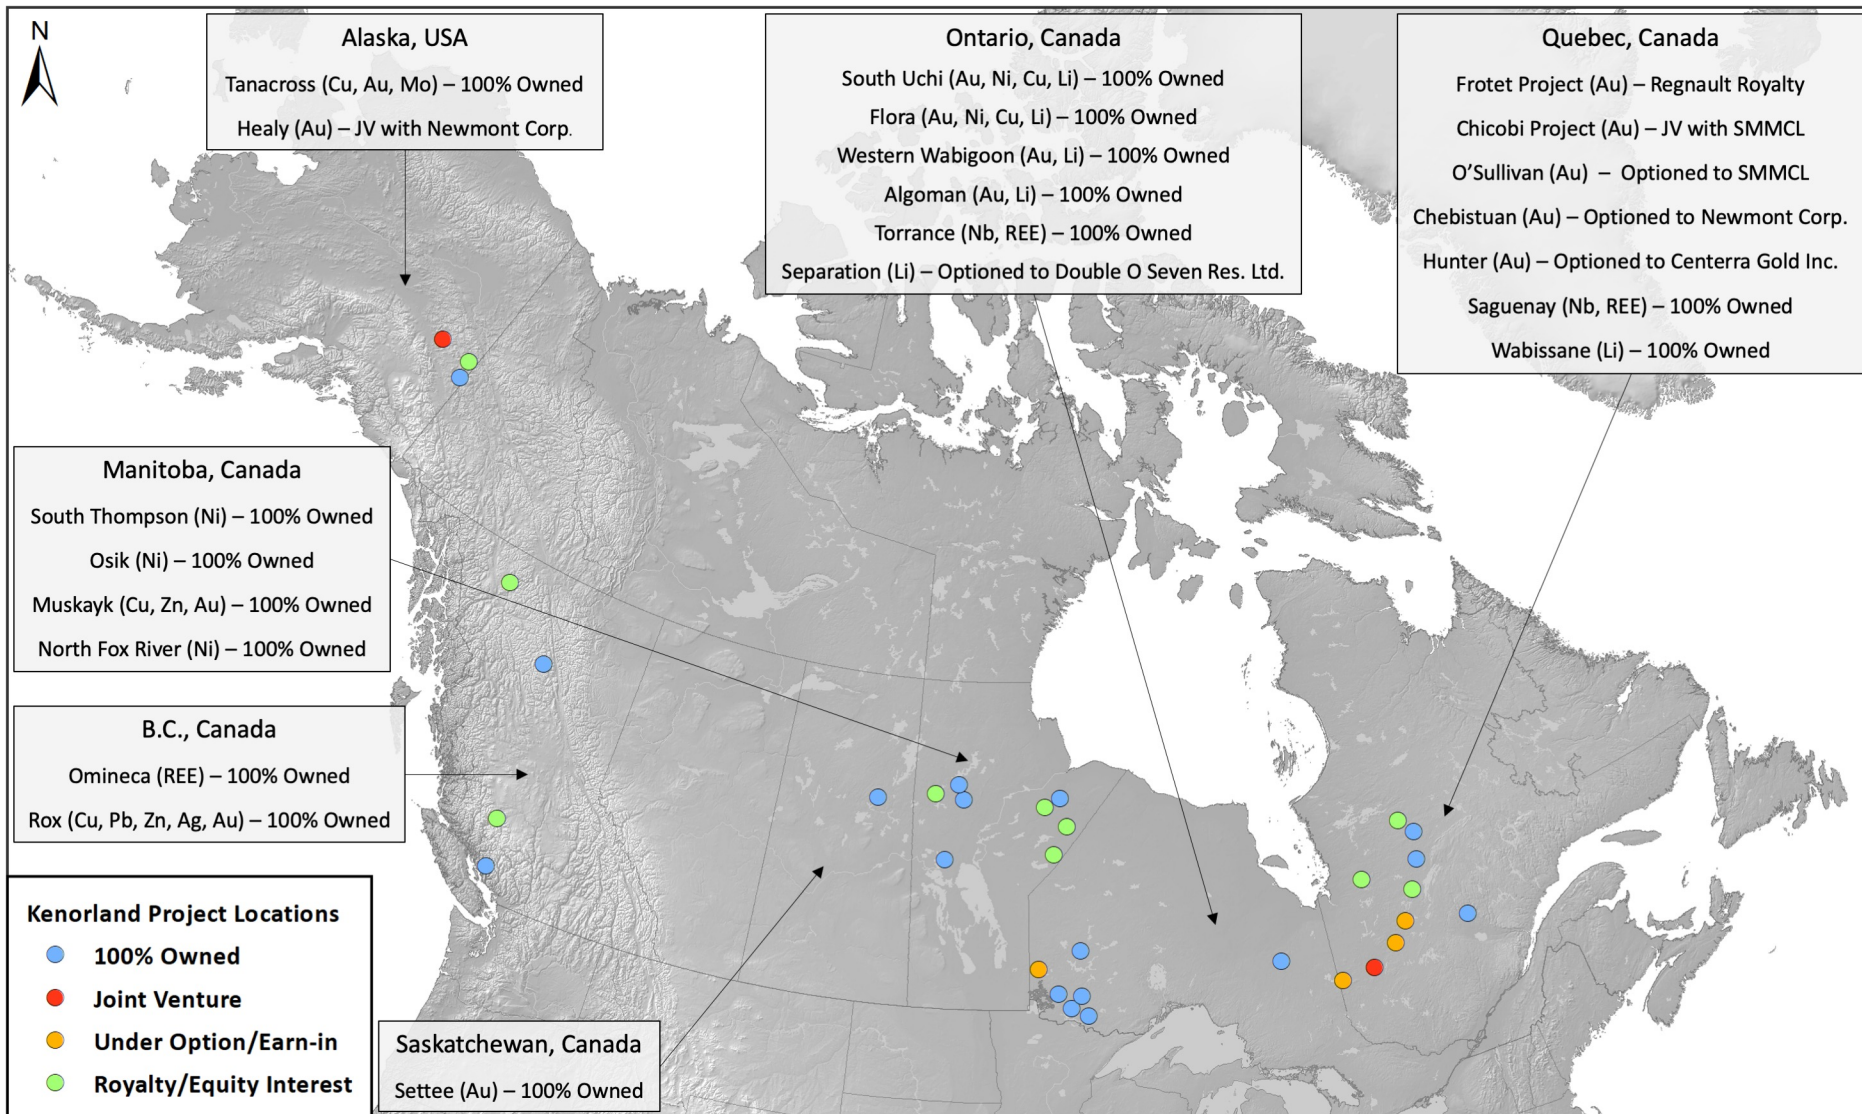 N
Alaska, USA
Tanacross (Cu, Au, Mo) – 100% Owned
Healy (Au) – JV with Newmont Corp.
Ontario, Canada
South Uchi (Au, Ni, Cu, Li) – 100% Owned
Flora (Au, Ni, Cu, Li) – 100% Owned
Western Wabigoon (Au, Li) – 100% Owned
Algoman (Au, Li) – 100% Owned
Torrance (Nb, REE) – 100% Owned
Separation (Li) – Optioned to Double O Seven Res. Ltd.
Quebec, Canada
Frotet Project (Au) – Regnault Royalty
Chicobi Project (Au) – JV with SMMCL
O’Sullivan (Au) – Optioned to SMMCL
Chebistuan (Au) – Optioned to Newmont Corp.
Hunter (Au) – Optioned to Centerra Gold Inc.
Saguenay (Nb, REE) – 100% Owned
Wabissane (Li) – 100% Owned
Manitoba, Canada
South Thompson (Ni) – 100% Owned
Osik (Ni) – 100% Owned
Muskayk (Cu, Zn, Au) – 100% Owned
North Fox River (Ni) – 100% Owned
B.C., Canada
Omineca (REE) – 100% Owned
Rox (Cu, Pb, Zn, Ag, Au) – 100% Owned
Kenorland Project Locations
100% Owned
Joint Venture
Under Option/Earn-in
Royalty/Equity Interest
Saskatchewan, Canada
Settee (Au) – 100% Owned